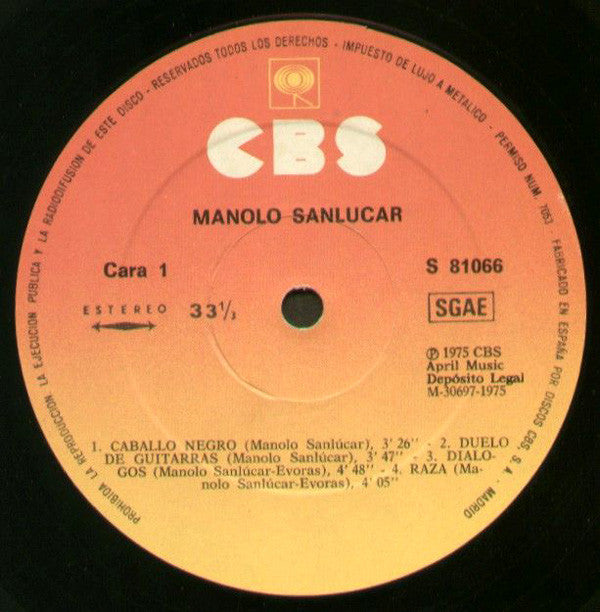 PROHIBIDA LA REPRODUCCION LA EJECUCION PUBLICA Y LA RADIODIFUSION DE ESTE DISCO - RESERVADOS TODOS LOS DERECHOS - IMPUESTO DE LUJO A METALICO - PERMISO NUM. 7053 FABRICADO EN ESPAÑA POR DISCOS CBS, S. A. - MADRID
CBS
MANOLO SANLUCAR
Cara 1
S 81066
ESTEREO
33⅓
SGAE
Ⓟ 1975 CBS
April Music
Depósito Legal
M-30697-1975
1. CABALLO NEGRO (Manolo Sanlúcar), 3'26'' - 2. DUELO
DE GUITARRAS (Manolo Sanlúcar), 3'47'' - 3. DIALO-
GOS (Manolo Sanlúcar-Evoras), 4'48'' - 4. RAZA (Ma-
nolo Sanlúcar-Evoras), 4'05''